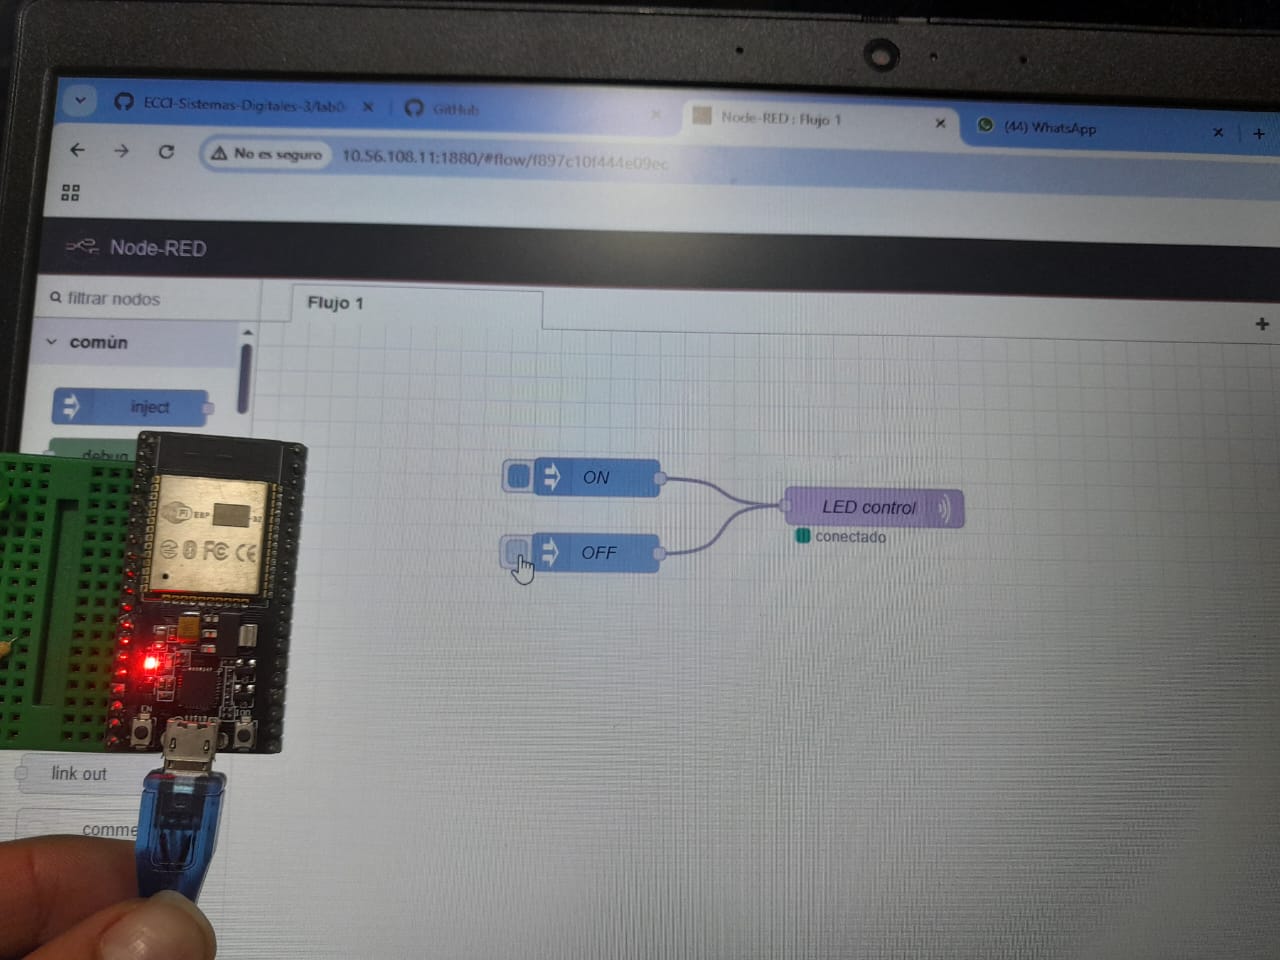 ECCI-Sistemas-Digitales-3/lab0
GitHub
Node-RED : Flujo 1
(44) WhatsApp
No es seguro
10.56.108.11:1880/#flow/f897c10f444e09ec
Node-RED
filtrar nodos
Flujo 1
común
inject
debug
ON
LED control
OFF
conectado
EN
link out
comme